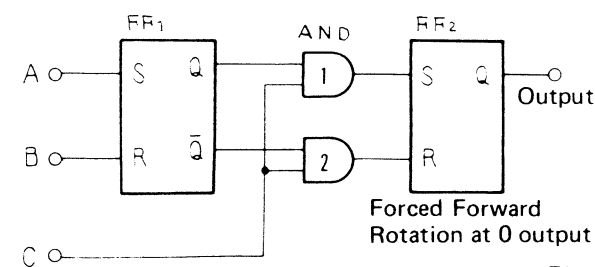 FF1 AND FF2
A S Q 1 S Q
Output
B R Q̄ 2 R
Forced Forward
Rotation at 0 output
C